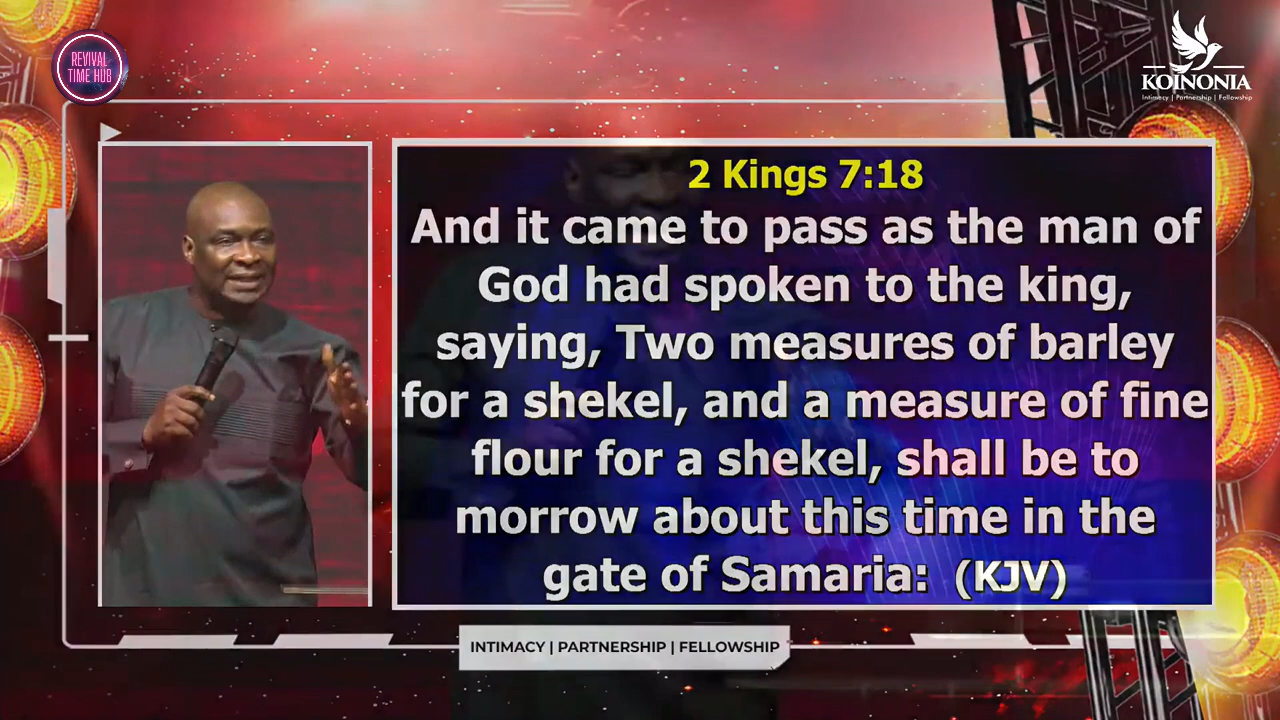 REVIVAL
TIME HUB
KOINONIA
Intimacy | Partnership | Fellowship
2 Kings 7:18
And it came to pass as the man of
God had spoken to the king,
saying, Two measures of barley
for a shekel, and a measure of fine
flour for a shekel, shall be to
morrow about this time in the
gate of Samaria: (KJV)
INTIMACY | PARTNERSHIP | FELLOWSHIP